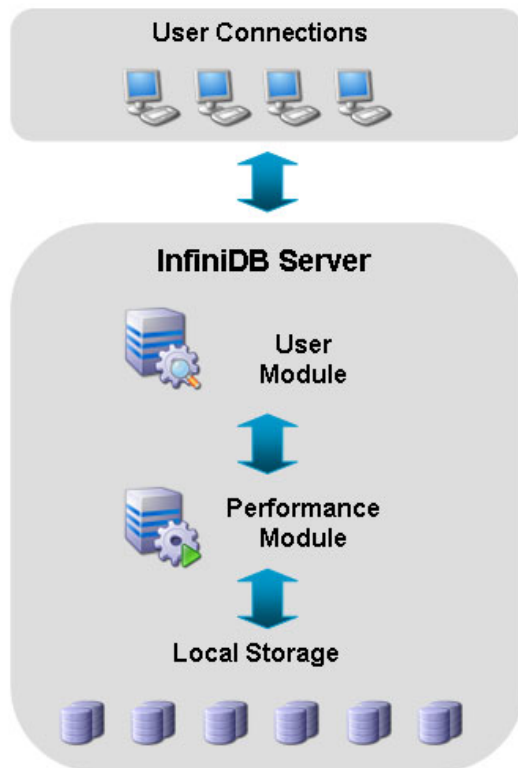 User Connections
InfiniDB Server
User
Module
Performance
Module
Local Storage